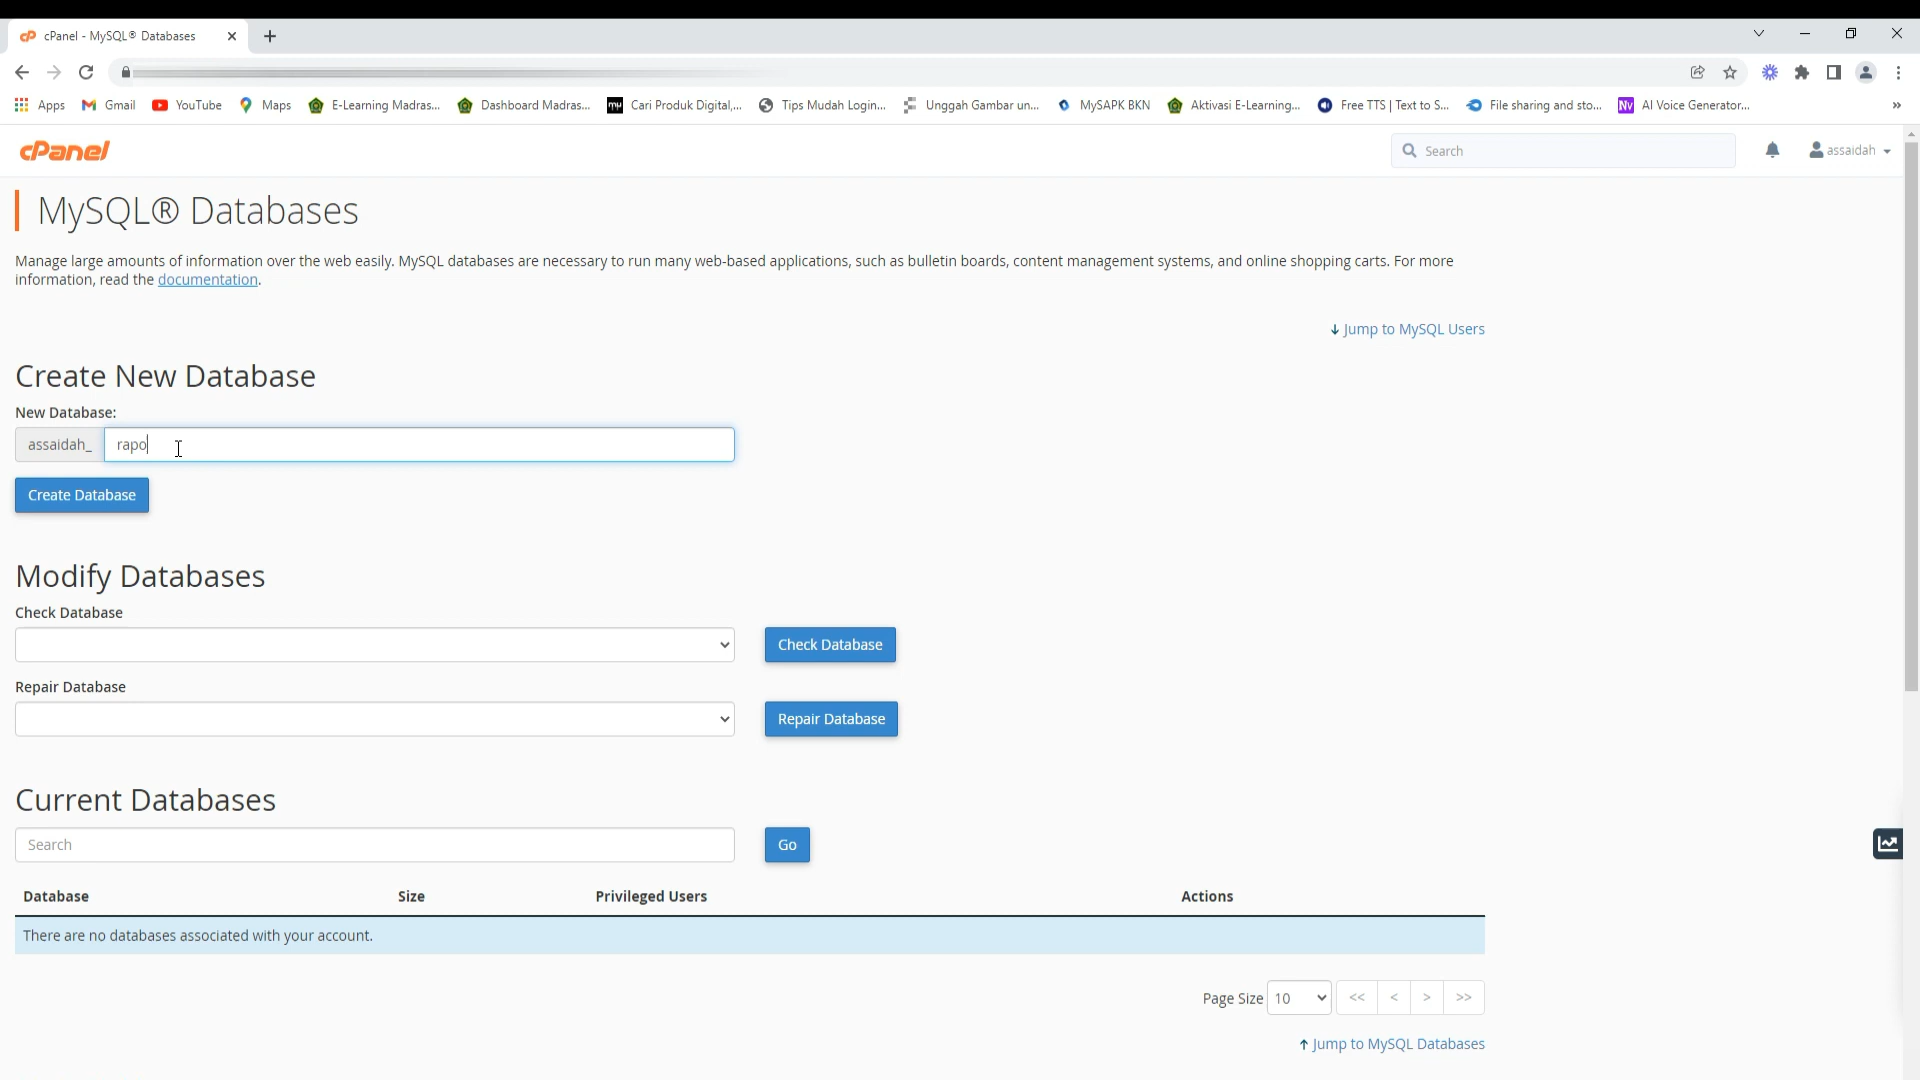 cPanel - MySQL® Databases
Apps Gmail YouTube Maps E-Learning Madras... Dashboard Madras... Cari Produk Digital,... Tips Mudah Login... Unggah Gambar un... MySAPK BKN Aktivasi E-Learning... Free TTS | Text to S... File sharing and sto... Nv AI Voice Generator... »
cPanel Search assaidah
MySQL® Databases
Manage large amounts of information over the web easily. MySQL databases are necessary to run many web-based applications, such as bulletin boards, content management systems, and online shopping carts. For more
information, read the documentation.
Jump to MySQL Users
Create New Database
New Database:
assaidah_ rapo
Create Database
Modify Databases
Check Database
Check Database
Repair Database
Repair Database
Current Databases
Search Go
Database Size Privileged Users Actions
There are no databases associated with your account.
Page Size 10 << < > >>
Jump to MySQL Databases